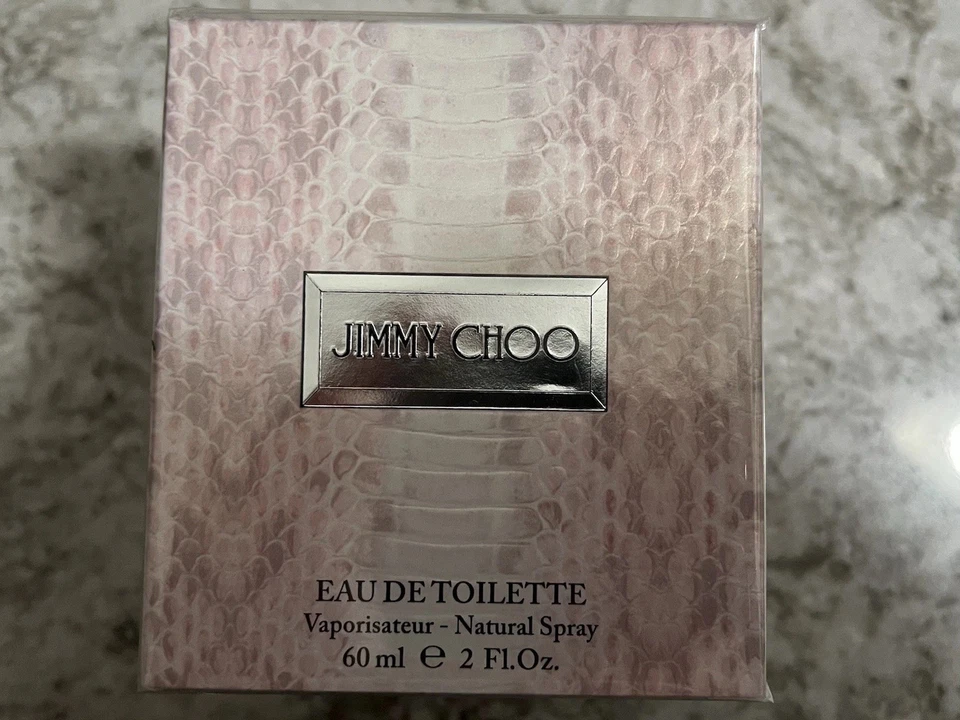 JIMMY CHOO
EAU DE TOILETTE
Vaporisateur - Natural Spray
60 ml e 2 Fl.Oz.